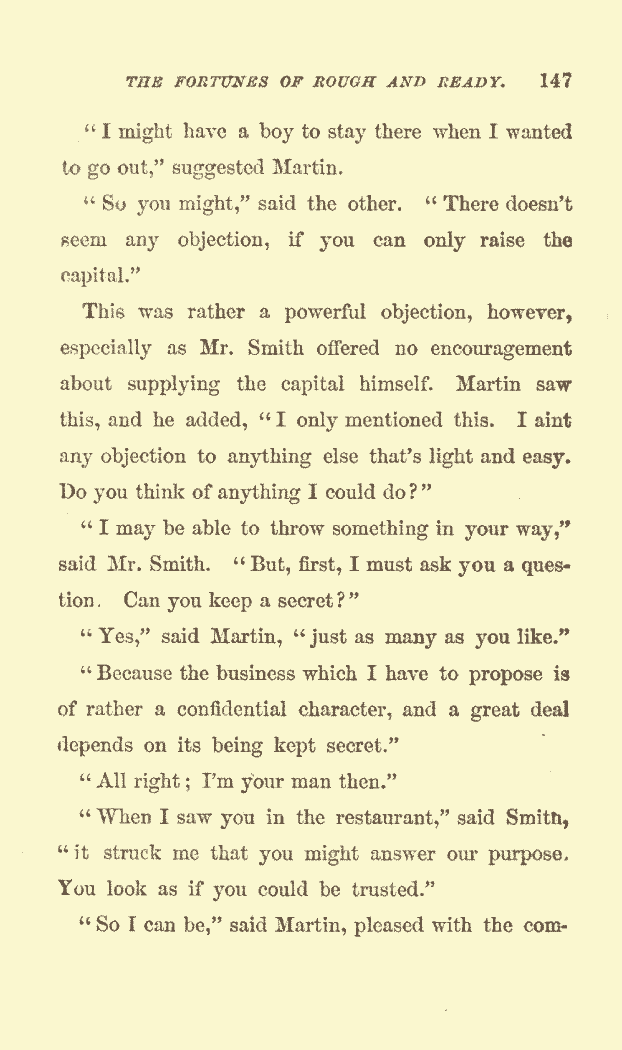 THE FORTUNES OF ROUGH AND READY. 147
"I might have a boy to stay there when I wanted
to go out," suggested Martin.
"So you might," said the other. "There doesn't
seem any objection, if you can only raise the
capital."
This was rather a powerful objection, however,
especially as Mr. Smith offered no encouragement
about supplying the capital himself. Martin saw
this, and he added, "I only mentioned this. I aint
any objection to anything else that's light and easy.
Do you think of anything I could do?"
"I may be able to throw something in your way,"
said Mr. Smith. "But, first, I must ask you a ques-
tion. Can you keep a secret?"
"Yes," said Martin, "just as many as you like."
"Because the business which I have to propose is
of rather a confidential character, and a great deal
depends on its being kept secret."
"All right; I'm your man then."
"When I saw you in the restaurant," said Smith,
"it struck me that you might answer our purpose.
You look as if you could be trusted."
"So I can be," said Martin, pleased with the com-